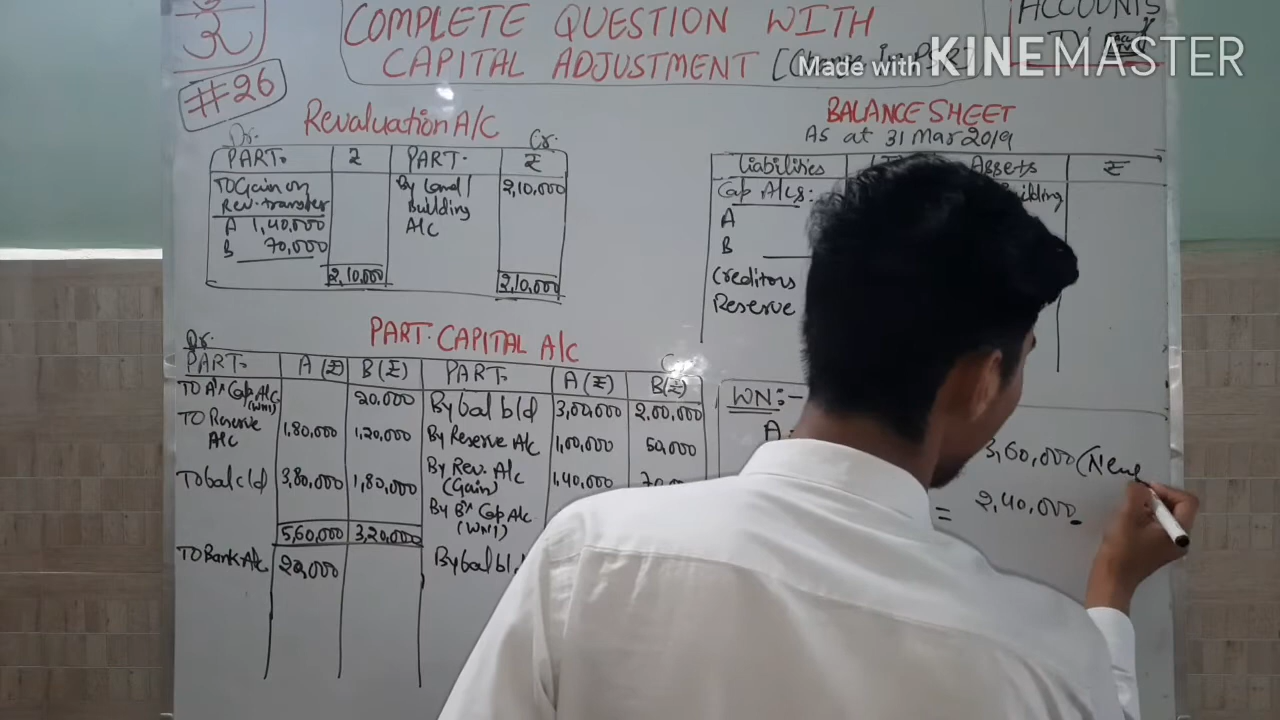 COMPLETE QUESTION WITH
CAPITAL ADJUSTMENT
ACCOUNTS
Made with KINEMASTER
#26
Revaluation A/C
Dr. Cr.
PART. ₹ PART. ₹
TO Gain on By Land/ 2,10,000
Rev. transfer Building
A 1,40,000 A/C
B 70,000
2,10,000 2,10,000
BALANCE SHEET
As at 31 Mar 2019
Liabilities Assets ₹
Cap A/Cs: Building
A
B
Creditors
Reserve
PART. CAPITAL A/C
Dr.
PART. A (₹) B (₹) PART. A (₹) B (₹)
TO A's Cap A/C 20,000 By bal b/d 3,00,000 2,00,000
(WN1)
TO Reserve 1,80,000 1,20,000 By Reserve A/C 1,00,000 50,000
A/C
TO bal c/d 3,80,000 1,80,000 By Rev. A/C 1,40,000
(Gain)
By B's Cap A/C
(WN1)
5,60,000 3,20,000
TO Bank A/C 20,000 By bal b/
WN:-
A
3,60,000 (New
= 2,40,000